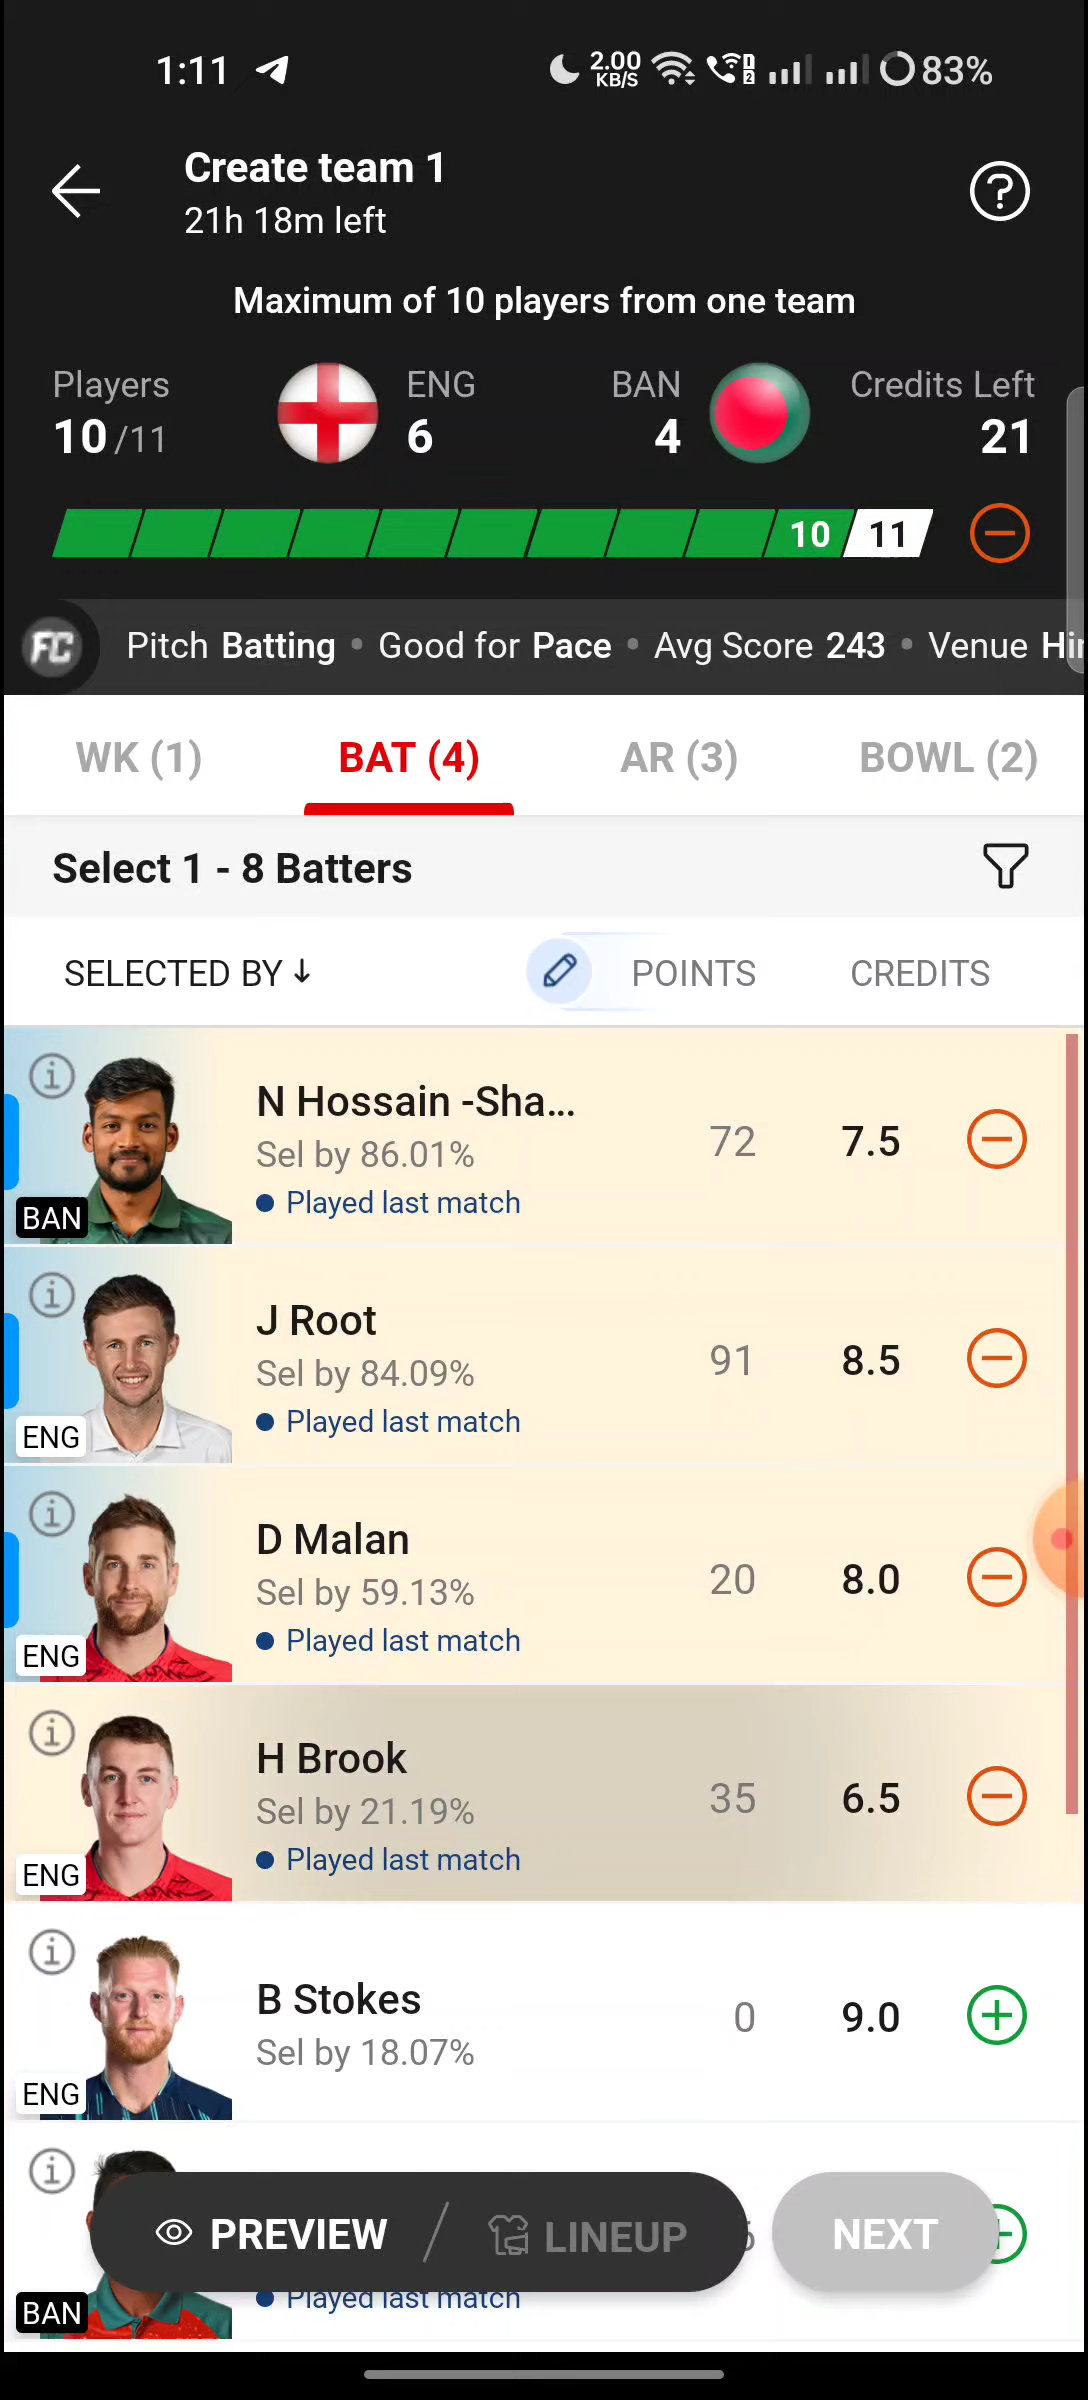 1:11
2.00 KB/S
83%
Create team 1
21h 18m left
Maximum of 10 players from one team
Players ENG BAN Credits Left
10/11 6 4 21
10 11
FC Pitch Batting • Good for Pace • Avg Score 243 • Venue Hi
WK (1) BAT (4) AR (3) BOWL (2)
Select 1 - 8 Batters
SELECTED BY ↓ POINTS CREDITS
N Hossain -Sha...
Sel by 86.01%
72 7.5
Played last match
BAN
J Root
Sel by 84.09%
91 8.5
Played last match
ENG
D Malan
Sel by 59.13%
20 8.0
Played last match
ENG
H Brook
Sel by 21.19%
35 6.5
Played last match
ENG
B Stokes
Sel by 18.07%
0 9.0
ENG
PREVIEW / LINEUP NEXT
Played last match
BAN